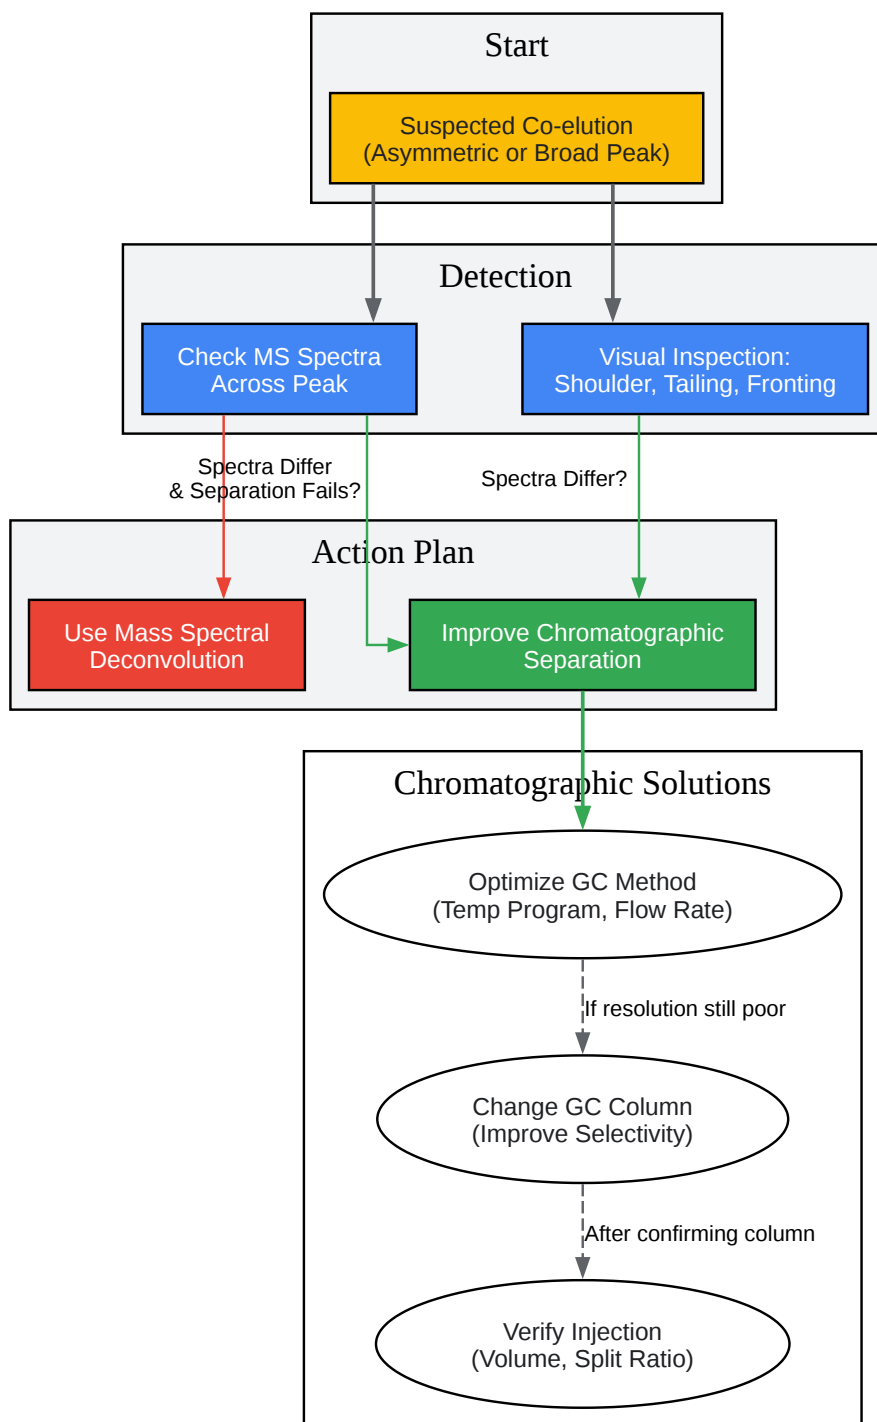 Start
Suspected Co-elution
(Asymmetric or Broad Peak)
Detection
Check MS Spectra
Across Peak
Visual Inspection:
Shoulder, Tailing, Fronting
Spectra Differ
& Separation Fails?
Spectra Differ?
Action Plan
Use Mass Spectral
Deconvolution
Improve Chromatographic
Separation
Chromatographic Solutions
Optimize GC Method
(Temp Program, Flow Rate)
If resolution still poor
Change GC Column
(Improve Selectivity)
After confirming column
Verify Injection
(Volume, Split Ratio)